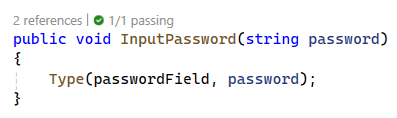 2 references | 1/1 passing
public void InputPassword(string password)
{
    Type(passwordField, password);
}